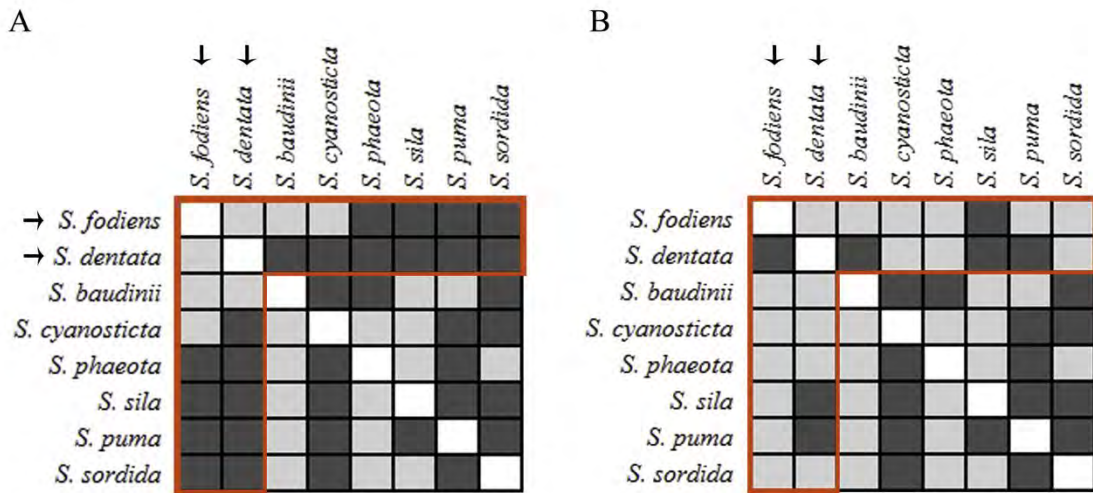 A
B
S. fodiens
S. dentata
S. baudinii
S. cyanosticta
S. phaeota
S. sila
S. puma
S. sordida
S. fodiens
S. dentata
S. baudinii
S. cyanosticta
S. phaeota
S. sila
S. puma
S. sordida
S. fodiens
S. dentata
S. baudinii
S. cyanosticta
S. phaeota
S. sila
S. puma
S. sordida
S. fodiens
S. dentata
S. baudinii
S. cyanosticta
S. phaeota
S. sila
S. puma
S. sordida